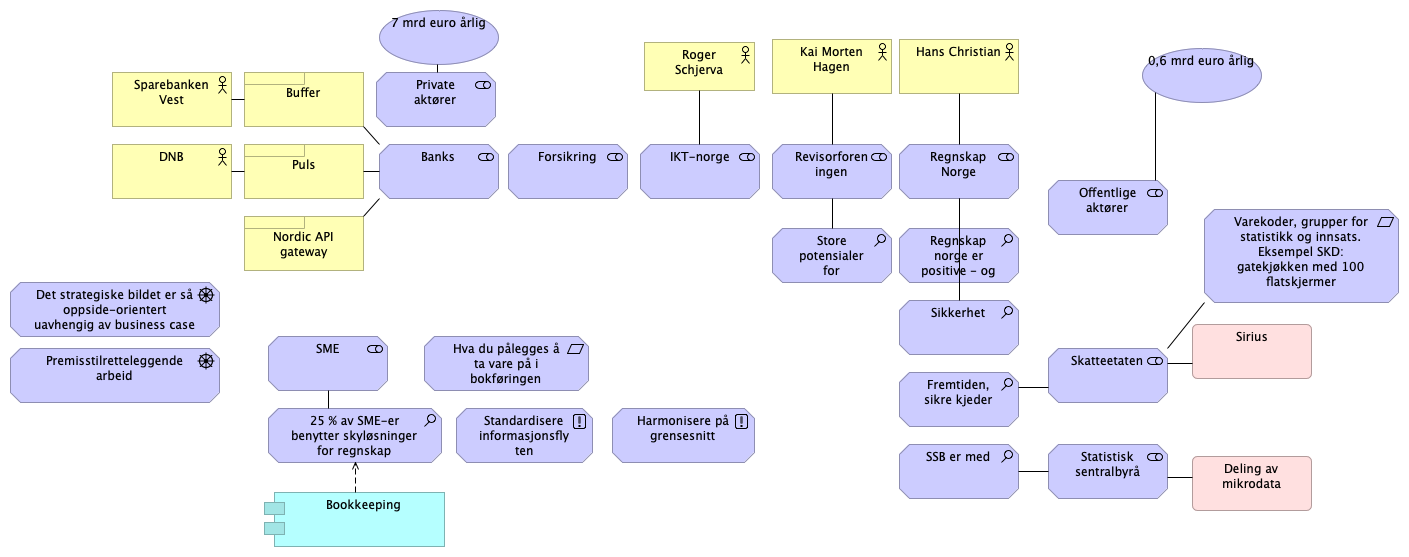 7 mrd euro årlig
Sparebanken
Vest
Buffer
Private
aktører
Roger
Schjerva
Kai Morten
Hagen
Hans Christian
0,6 mrd euro årlig
DNB
Puls
Banks
Forsikring
IKT-norge
Revisorforen
ingen
Regnskap
Norge
Offentlige
aktører
Nordic API
gateway
Store
potensialer
for
Regnskap
norge er
positive - og
Varekoder, grupper for
statistikk og innsats.
Eksempel SKD:
gatekjøkken med 100
flatskjermer
Det strategiske bildet er så
oppside-orientert
uavhengig av business case
Sikkerhet
Premisstilretteleggende
arbeid
SME
Hva du pålegges å
ta vare på i
bokføringen
Skatteetaten
Sirius
Fremtiden,
sikre kjeder
25 % av SME-er
benytter skyløsninger
for regnskap
Standardisere
informasjonsfly
ten
Harmonisere på
grensesnitt
SSB er med
Statistisk
sentralbyrå
Deling av
mikrodata
Bookkeeping